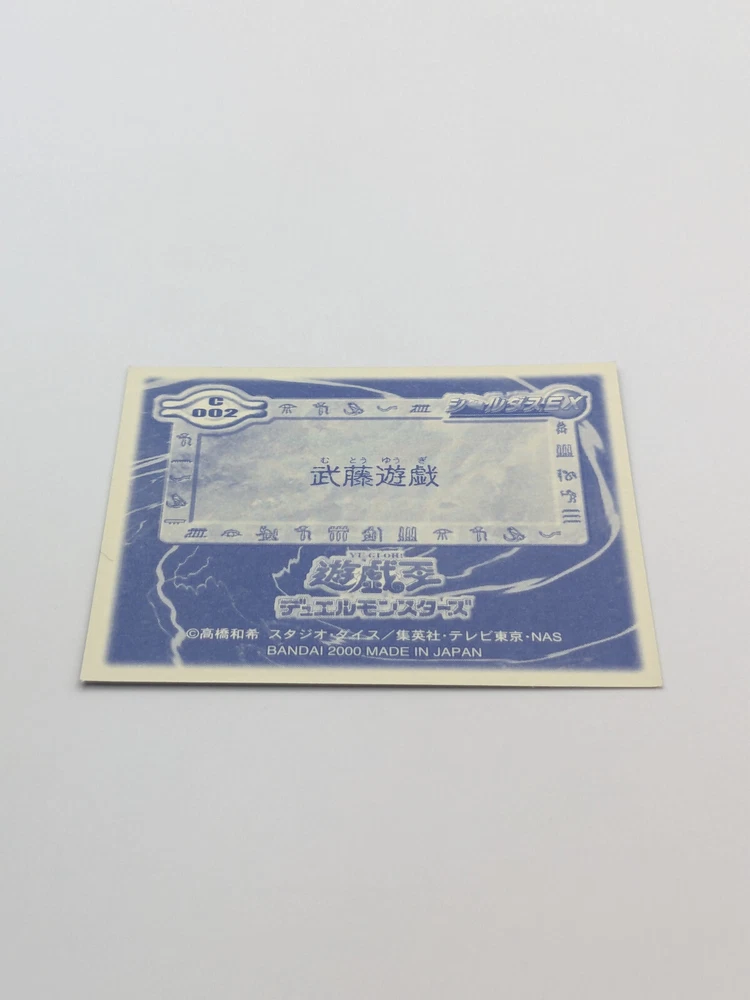 C
002
シールダスEX
むとうゆうぎ
武藤遊戯
YU-GI-OH!
遊戯王
デュエルモンスターズ
©高橋和希 スタジオ・ダイス／集英社・テレビ東京・NAS
BANDAI 2000 MADE IN JAPAN